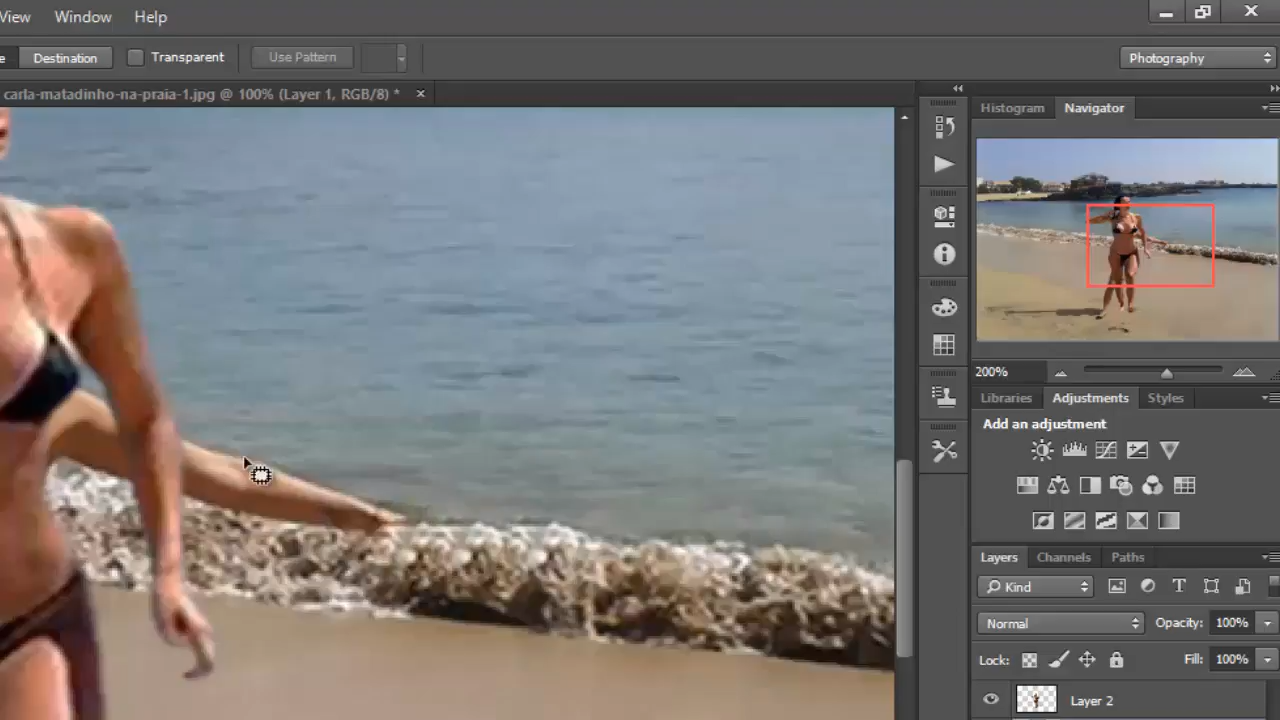 View Window Help
e Destination Transparent Use Pattern Photography
carla-matadinho-na-praia-1.jpg @ 100% (Layer 1, RGB/8) *
Histogram Navigator
200%
Libraries Adjustments Styles
Add an adjustment
Layers Channels Paths
Kind
Normal Opacity: 100%
Lock: Fill: 100%
Layer 2